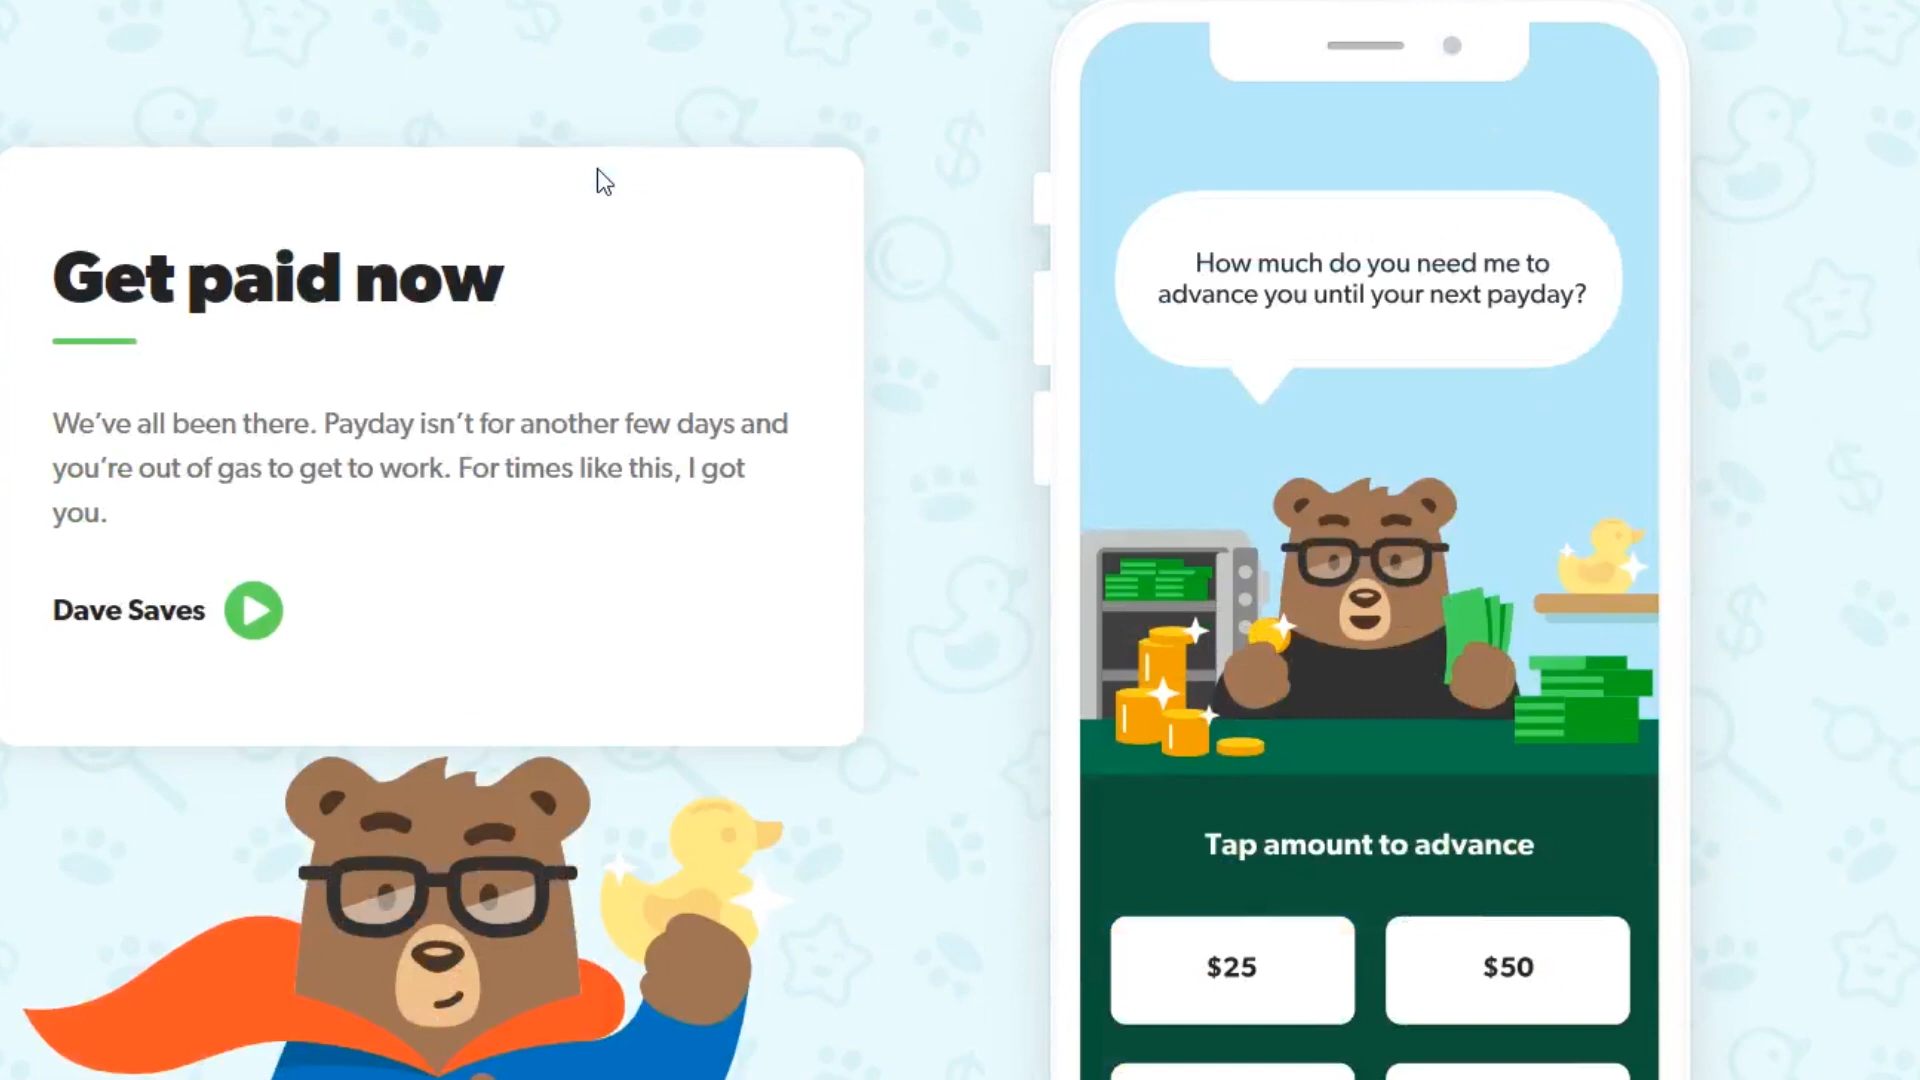 Get paid now
We've all been there. Payday isn't for another few days and
you're out of gas to get to work. For times like this, I got
you.
Dave Saves
How much do you need me to
advance you until your next payday?
Tap amount to advance
$25
$50